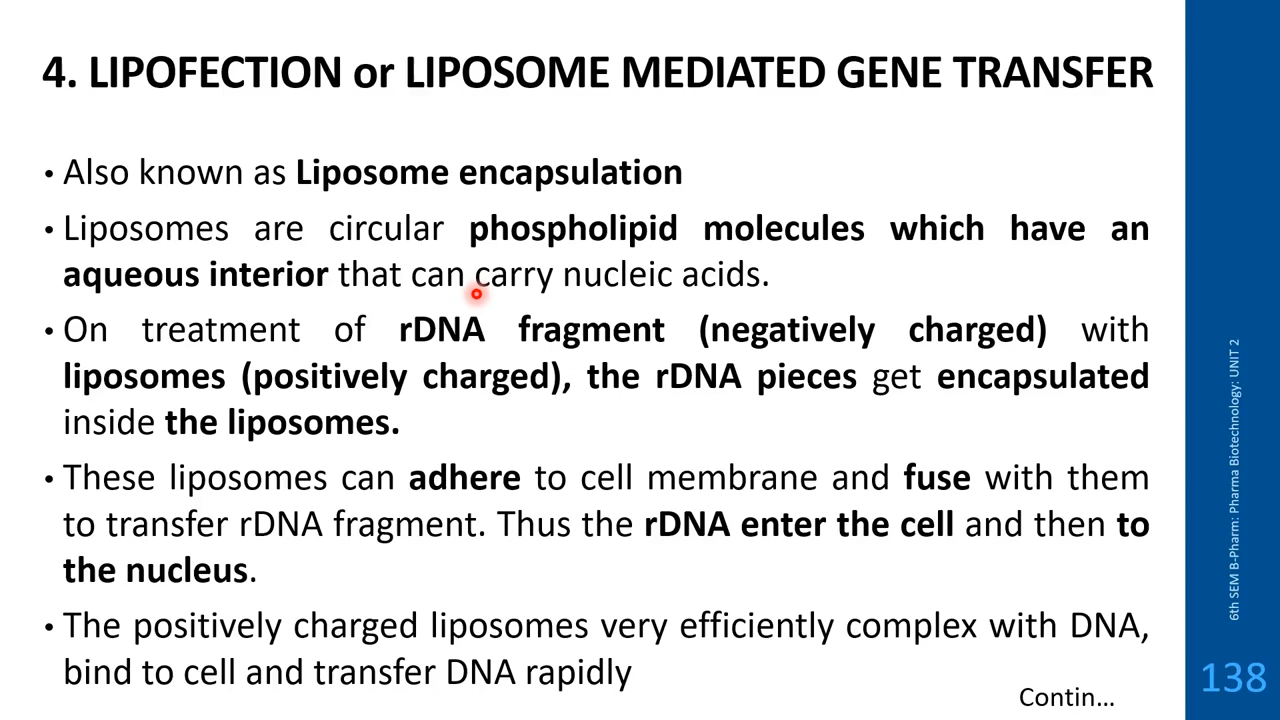 4. LIPOFECTION or LIPOSOME MEDIATED GENE TRANSFER
• Also known as Liposome encapsulation
• Liposomes are circular phospholipid molecules which have an
aqueous interior that can carry nucleic acids.
• On treatment of rDNA fragment (negatively charged) with
liposomes (positively charged), the rDNA pieces get encapsulated
inside the liposomes.
• These liposomes can adhere to cell membrane and fuse with them
to transfer rDNA fragment. Thus the rDNA enter the cell and then to
the nucleus.
• The positively charged liposomes very efficiently complex with DNA,
bind to cell and transfer DNA rapidly
Contin…
6th SEM B-Pharm: Pharma Biotechnology: UNIT 2
138